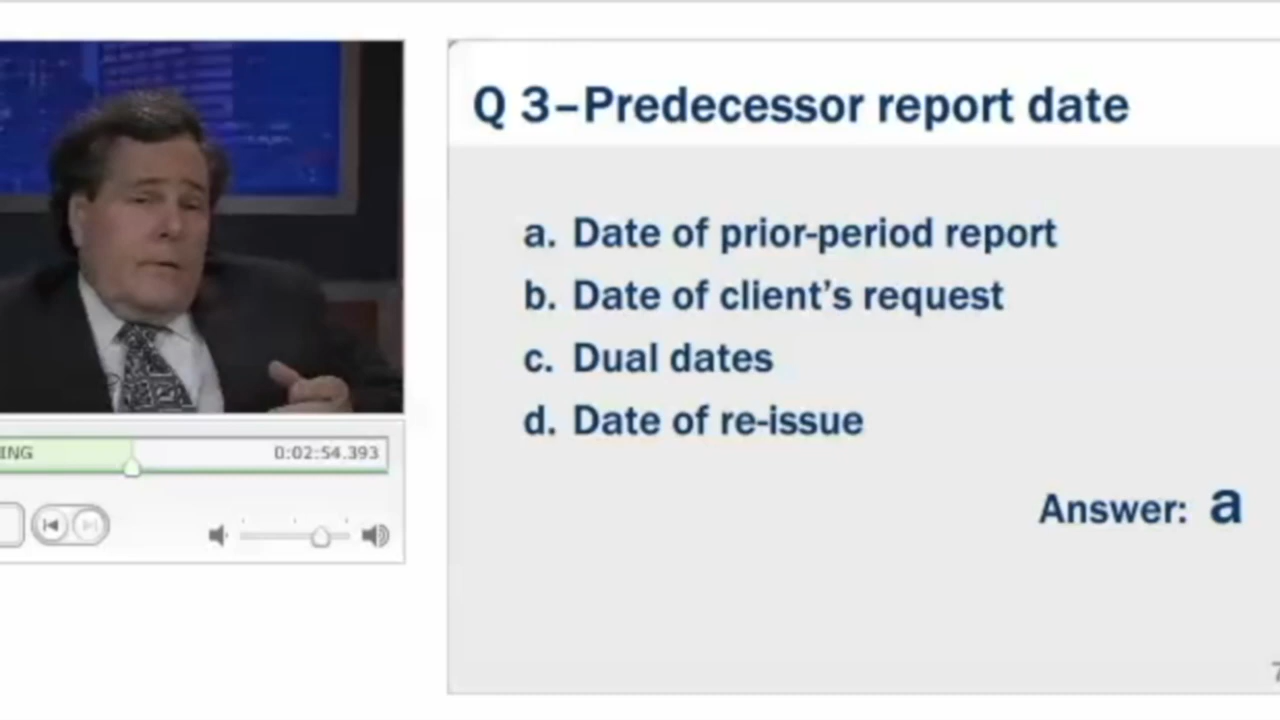 Q 3–Predecessor report date
a. Date of prior-period report
b. Date of client's request
c. Dual dates
d. Date of re-issue
Answer: a
7
ING
0:02:54.393